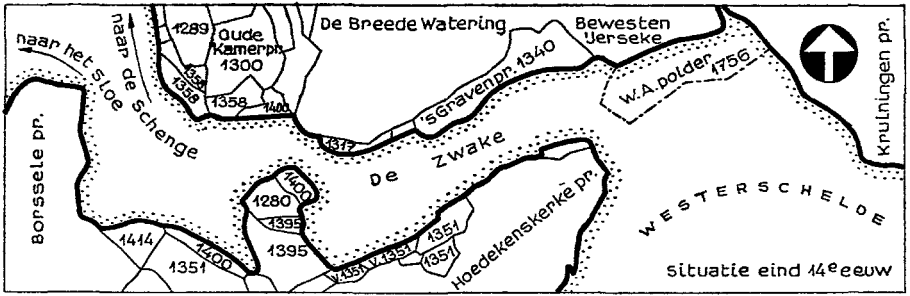 naar het Sloe
naar de Schenge
1289
Oude
Kamerpr.
1300
1356
1358
1358
1400
De Breede Watering
Bewesten
Yerseke
's Gravenpr. 1340
W.A. polder 1756
Kruiningen pr.
Borssele pr.
1317
De Zwake
1400
1280
1395
1395
1414
1351
1400
v.1351
v.1351
1351
1351
Hoedekenskerke pr.
WESTERSCHELDE
situatie eind 14e eeuw